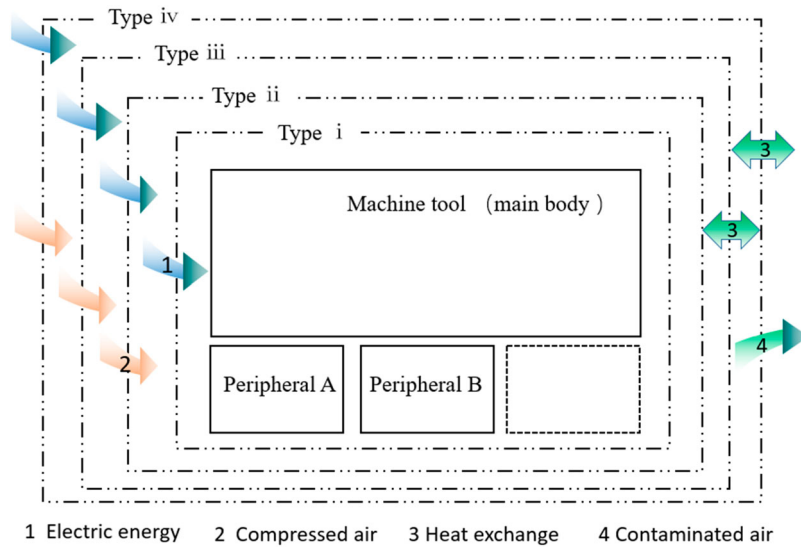 Type ⅳ
Type ⅲ
Type ⅱ
Type ⅰ
3
Machine tool （main body ）
3
1
4
2
Peripheral A Peripheral B
1 Electric energy 2 Compressed air 3 Heat exchange 4 Contaminated air